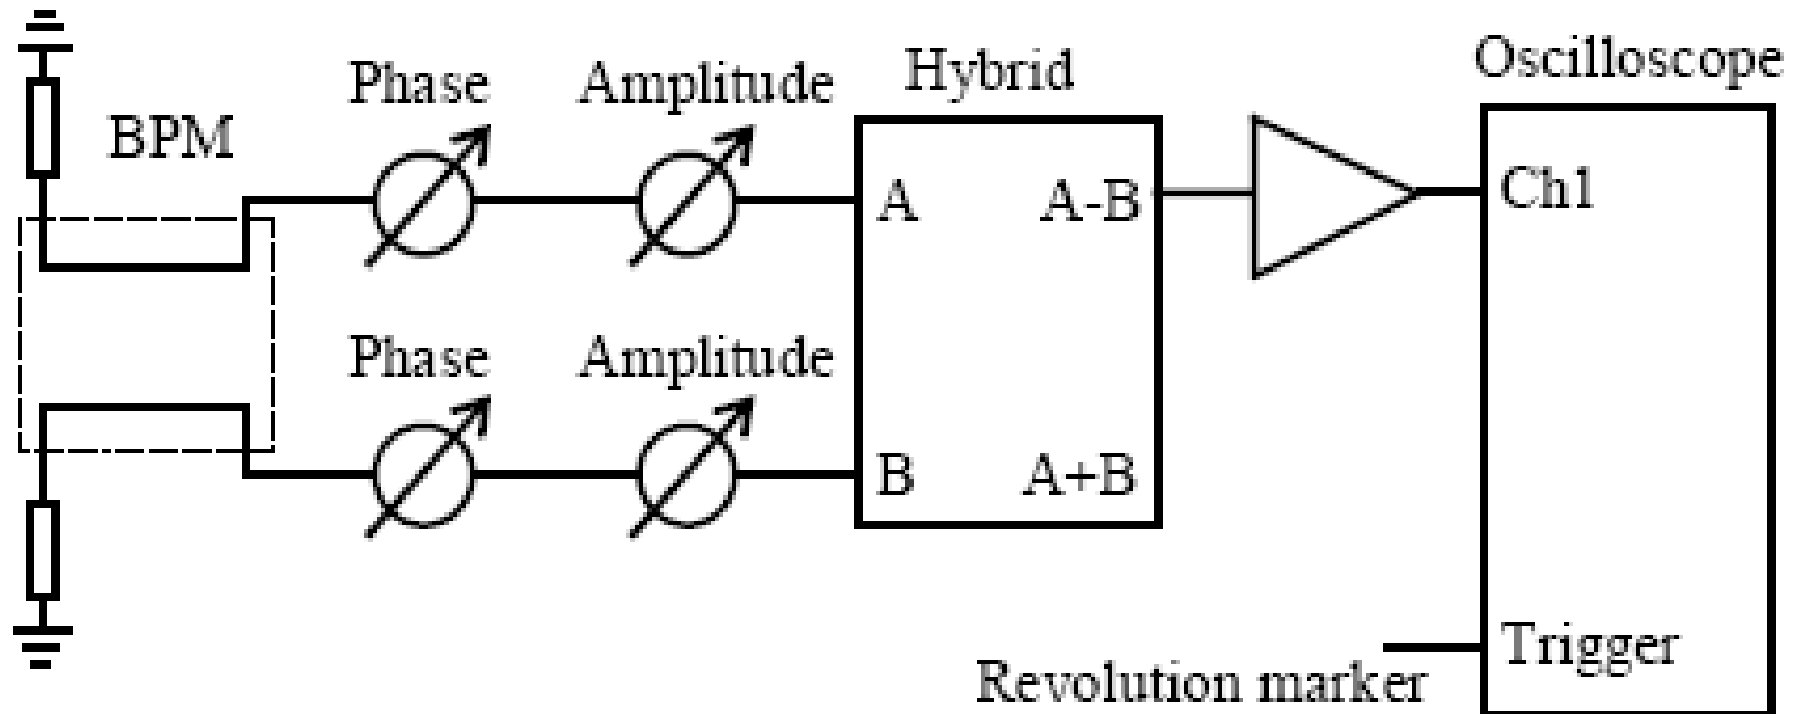 Oscilloscope
Hybrid
Phase
Amplitude
BPM
A
A-B
Ch1
Phase
Amplitude
B
A+B
Trigger
Revolution marker